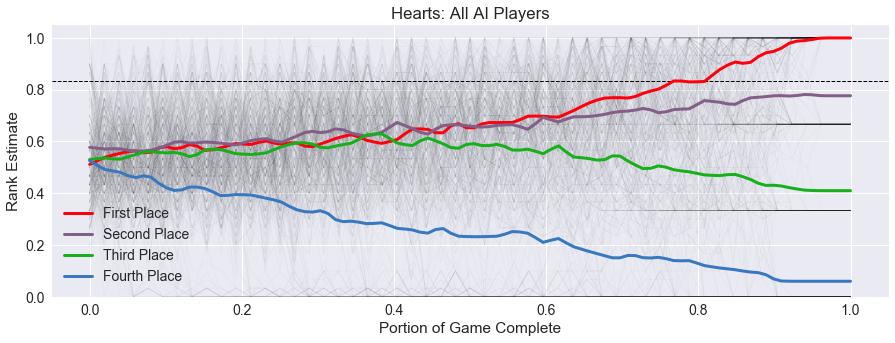 Hearts: All AI Players
1.0
0.8
0.6
0.4
0.2
0.0
Rank Estimate
First Place
Second Place
Third Place
Fourth Place
0.0 0.2 0.4 0.6 0.8 1.0
Portion of Game Complete